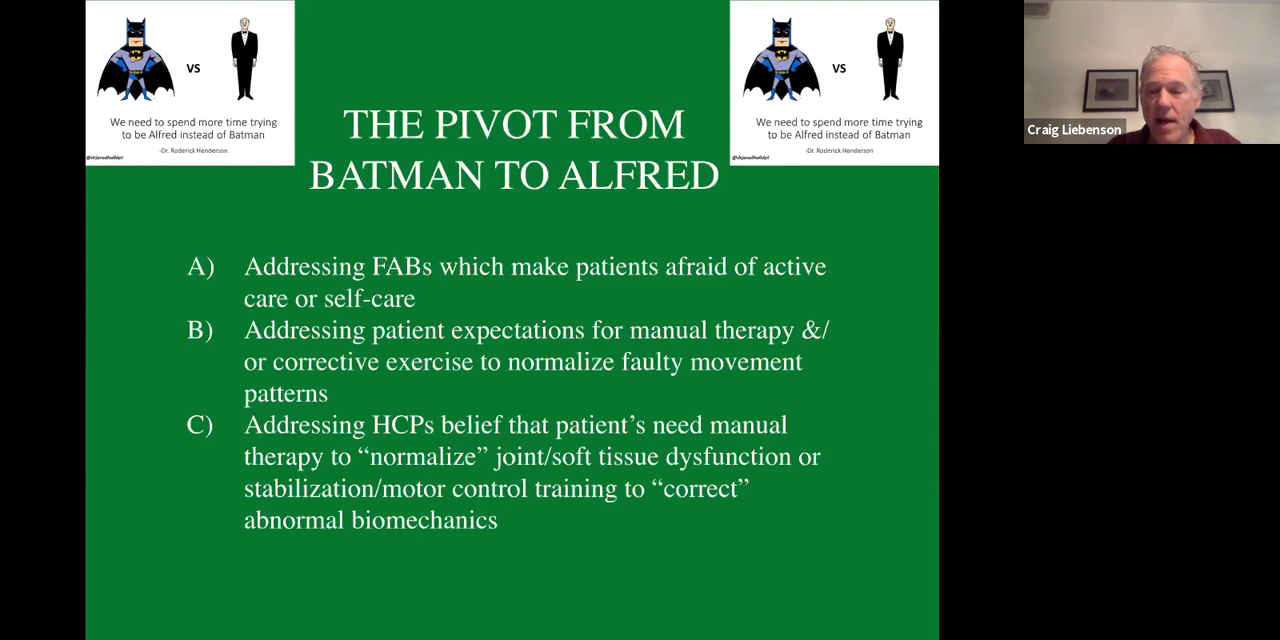 VS
We need to spend more time trying
to be Alfred instead of Batman
-Dr. Roderick Henderson
@drjarodhalldpt
THE PIVOT FROM
BATMAN TO ALFRED
VS
We need to spend more time trying
to be Alfred instead of Batman
-Dr. Roderick Henderson
@drjarodhalldpt
Craig Liebenson
A) Addressing FABs which make patients afraid of active
care or self-care
B) Addressing patient expectations for manual therapy &/
or corrective exercise to normalize faulty movement
patterns
C) Addressing HCPs belief that patient’s need manual
therapy to “normalize” joint/soft tissue dysfunction or
stabilization/motor control training to “correct”
abnormal biomechanics